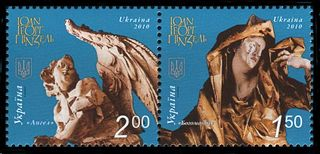 ІОАН
ГЕОРГ
ПІНЗЕЛЬ
Ukraina
2010
Україна
«Ангел»
2.00
ІОАН
ГЕОРГ
ПІНЗЕЛЬ
Ukraina
2010
Україна
1.50